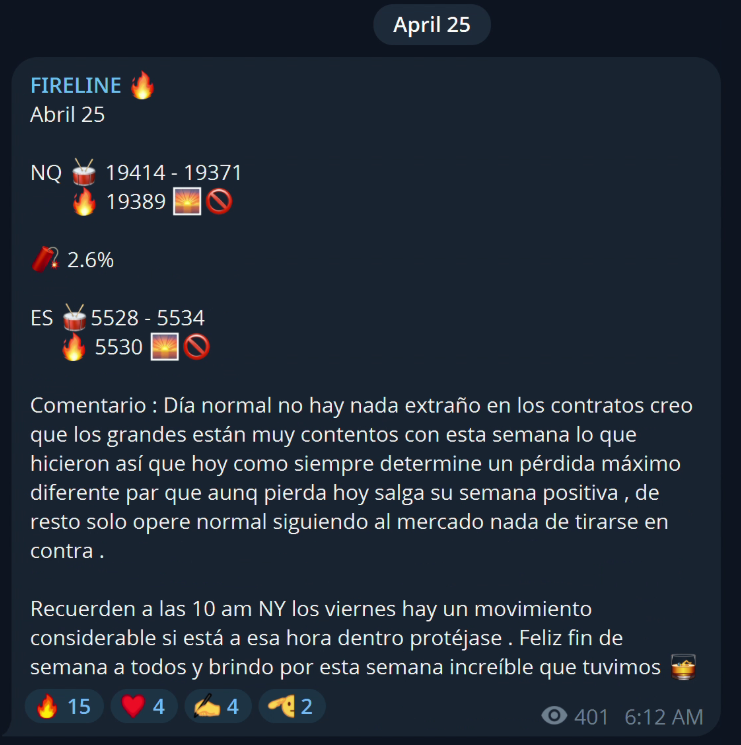 April 25
FIRELINE 🔥
Abril 25
NQ 🥁 19414 - 19371
🔥 19389 🌅🚫
🧨 2.6%
ES 🥁5528 - 5534
🔥 5530 🌅🚫
Comentario : Día normal no hay nada extraño en los contratos creo
que los grandes están muy contentos con esta semana lo que
hicieron así que hoy como siempre determine un pérdida máximo
diferente par que aunq pierda hoy salga su semana positiva , de
resto solo opere normal siguiendo al mercado nada de tirarse en
contra .
Recuerden a las 10 am NY los viernes hay un movimiento
considerable si está a esa hora dentro protéjase . Feliz fin de
semana a todos y brindo por esta semana increíble que tuvimos 🥃
🔥 15 ❤️ 4 ✍️ 4 🫡 2
401 6:12 AM